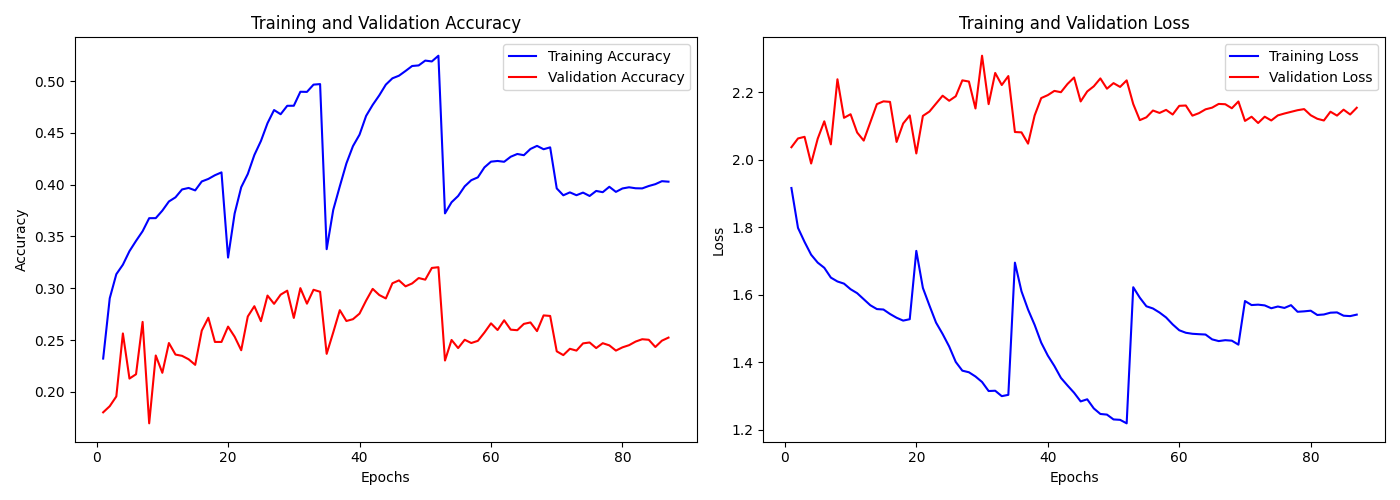 Training and Validation Accuracy
Training Accuracy
Validation Accuracy
0.50
0.45
0.40
0.35
0.30
0.25
0.20
Accuracy
0 20 40 60 80
Epochs
Training and Validation Loss
Training Loss
Validation Loss
2.2
2.0
1.8
1.6
1.4
1.2
Loss
0 20 40 60 80
Epochs